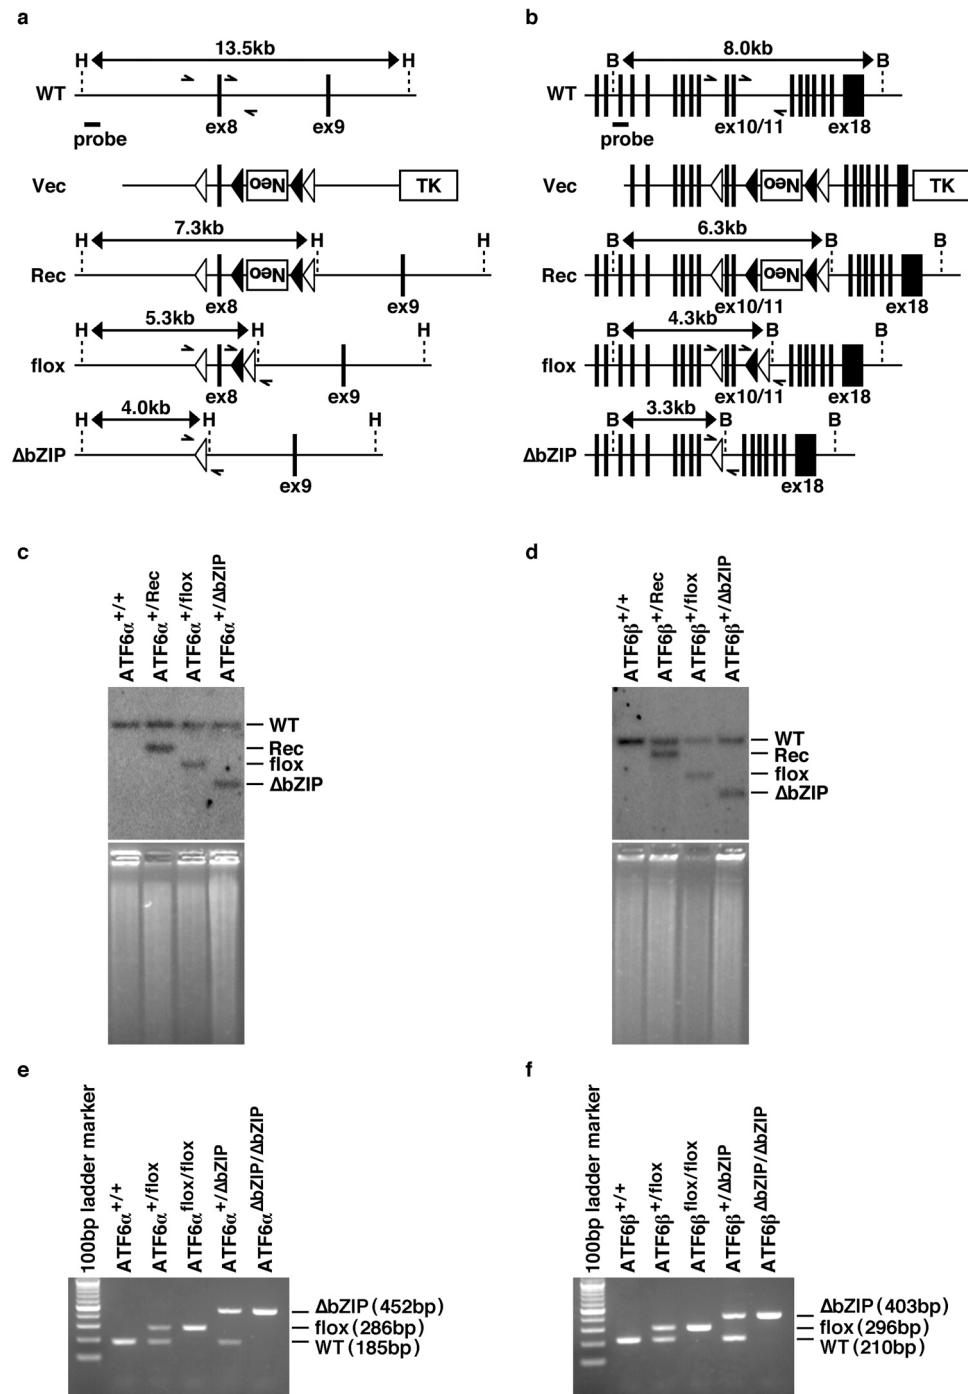 a
13.5kb
H
H
WT
ex8
ex9
probe
Vec
Neo
TK
7.3kb
H
H
H
Rec
Neo
ex8
ex9
5.3kb
H
H
H
flox
ex8
ex9
4.0kb
H
H
H
ΔbZIP
ex9
b
8.0kb
B
B
WT
ex10/11
ex18
probe
Vec
Neo
TK
6.3kb
B
B
B
Rec
Neo
ex10/11
ex18
4.3kb
B
B
B
flox
ex10/11
ex18
3.3kb
B
B
B
ΔbZIP
ex18
c
ATF6α+/+
ATF6α+/Rec
ATF6α+/flox
ATF6α+/ΔbZIP
WT
Rec
flox
ΔbZIP
d
ATF6β+/+
ATF6β+/Rec
ATF6β+/flox
ATF6β+/ΔbZIP
WT
Rec
flox
ΔbZIP
e
100bp ladder marker
ATF6α+/+
ATF6α+/flox
ATF6αflox/flox
ATF6α+/ΔbZIP
ATF6αΔbZIP/ΔbZIP
ΔbZIP (452bp)
flox (286bp)
WT (185bp)
f
100bp ladder marker
ATF6β+/+
ATF6β+/flox
ATF6βflox/flox
ATF6β+/ΔbZIP
ATF6βΔbZIP/ΔbZIP
ΔbZIP (403bp)
flox (296bp)
WT (210bp)